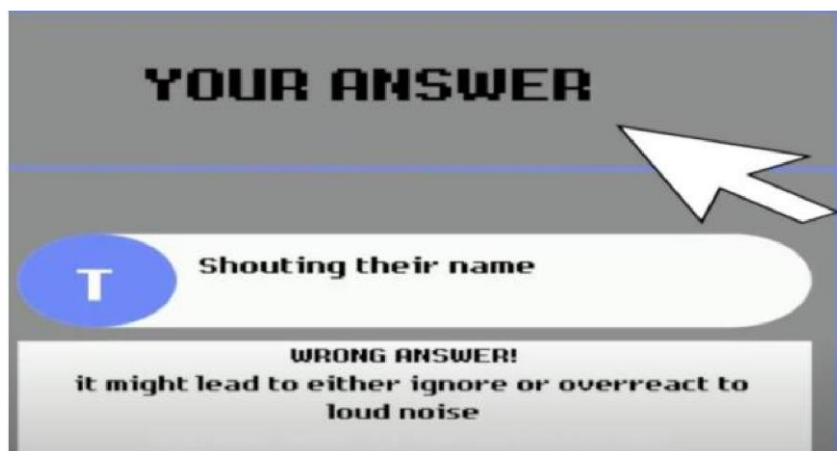 YOUR ANSWER
T
Shouting their name
WRONG ANSWER!
it might lead to either ignore or overreact to
loud noise